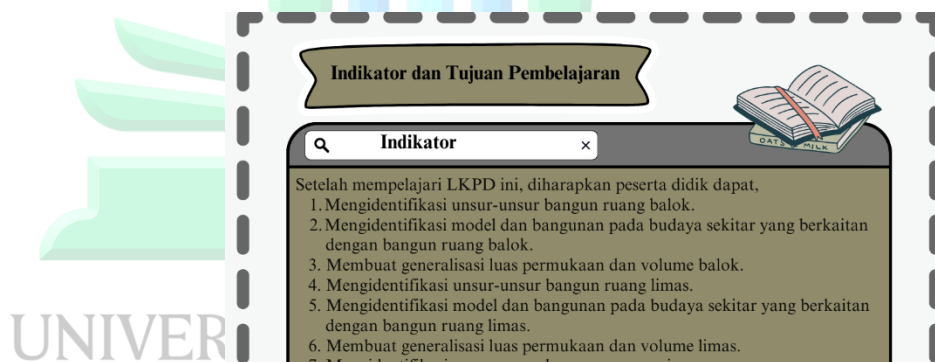 Indikator dan Tujuan Pembelajaran
Indikator
Setelah mempelajari LKPD ini, diharapkan peserta didik dapat,
1. Mengidentifikasi unsur-unsur bangun ruang balok.
2. Mengidentifikasi model dan bangunan pada budaya sekitar yang berkaitan
dengan bangun ruang balok.
3. Membuat generalisasi luas permukaan dan volume balok.
4. Mengidentifikasi unsur-unsur bangun ruang limas.
5. Mengidentifikasi model dan bangunan pada budaya sekitar yang berkaitan
dengan bangun ruang limas.
6. Membuat generalisasi luas permukaan dan volume limas.
OATS MILK
UNIVER